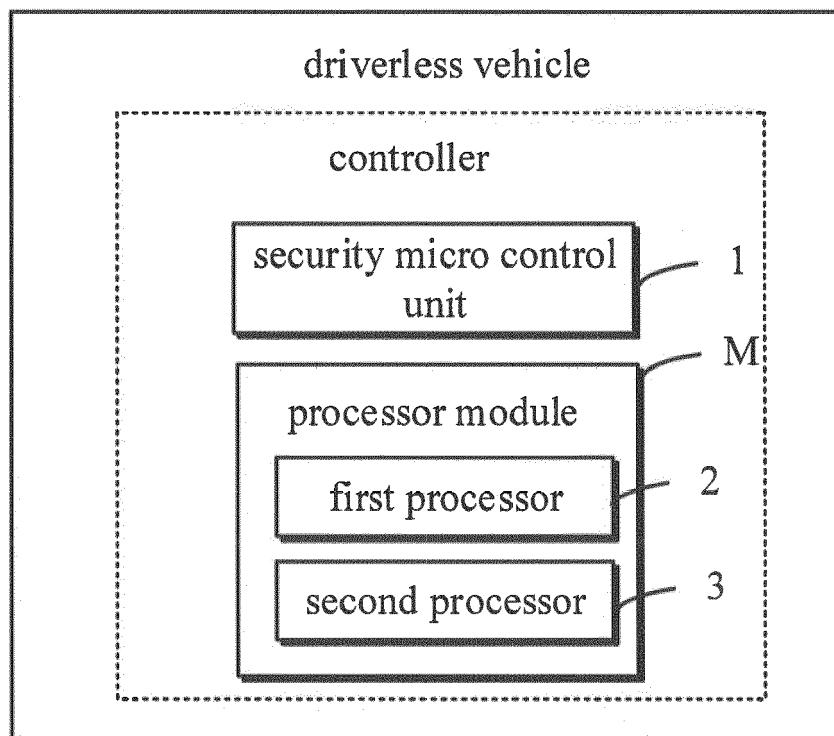 driverless vehicle
controller
security micro control
unit
1
M
processor module
first processor
2
second processor
3